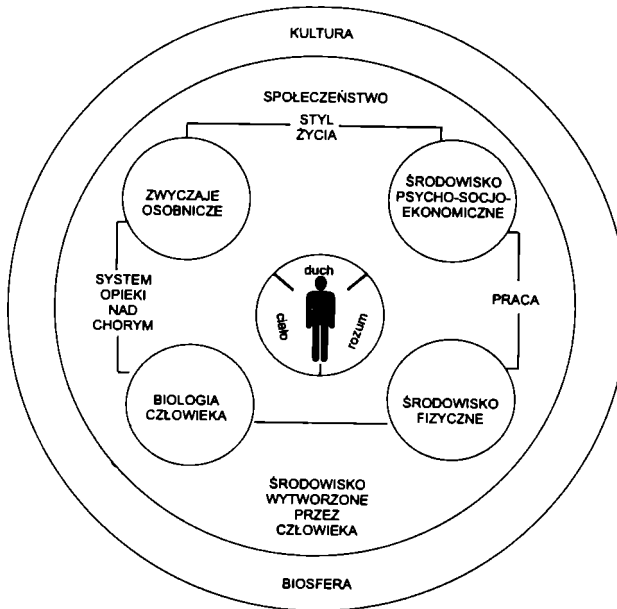 KULTURA
SPOŁECZEŃSTWO
STYL
ŻYCIA
ZWYCZAJE
OSOBNICZE
ŚRODOWISKO
PSYCHO-SOCJO-
EKONOMICZNE
SYSTEM
OPIEKI
NAD
CHORYM
duch
ciało
rozum
PRACA
BIOLOGIA
CZŁOWIEKA
ŚRODOWISKO
FIZYCZNE
ŚRODOWISKO
WYTWORZONE
PRZEZ
CZŁOWIEKA
BIOSFERA